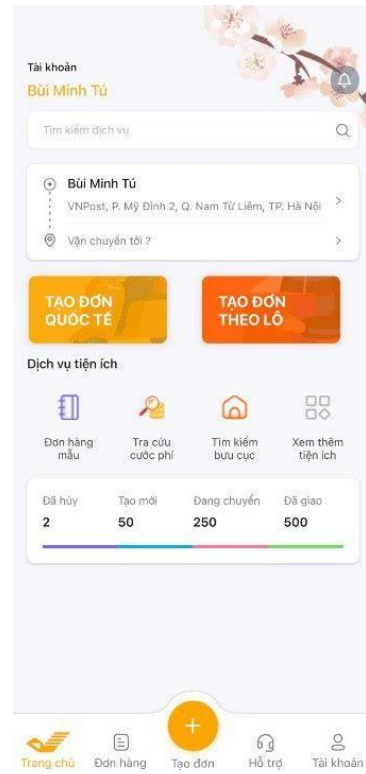 Tài khoản
Bùi Minh Tú
Tìm kiếm dịch vụ
Bùi Minh Tú
VNPost, P. Mỹ Đình 2, Q. Nam Từ Liêm, TP. Hà Nội
Vận chuyển tới ?
TẠO ĐƠN
QUỐC TẾ
TẠO ĐƠN
THEO LÔ
Dịch vụ tiện ích
Đơn hàng
mẫu
Tra cứu
cước phí
Tìm kiếm
bưu cục
Xem thêm
tiện ích
Đã hủy
Tạo mới
Đang chuyển
Đã giao
2
50
250
500
Trang chủ
Đơn hàng
Tạo đơn
Hỗ trợ
Tài khoản